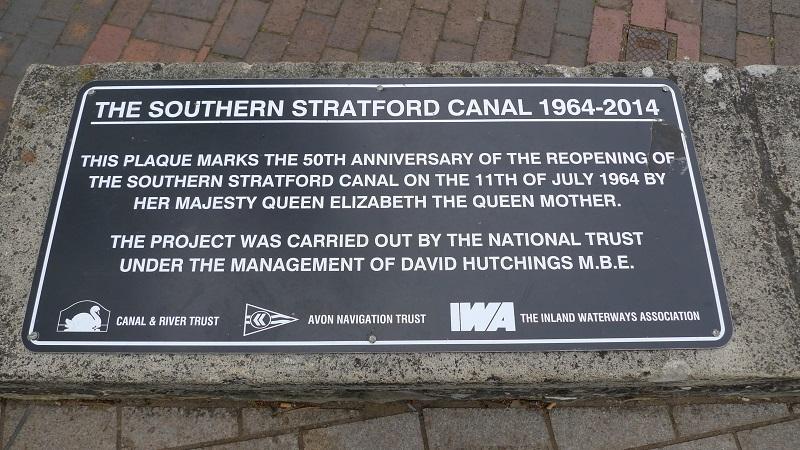 THE SOUTHERN STRATFORD CANAL 1964-2014
THIS PLAQUE MARKS THE 50TH ANNIVERSARY OF THE REOPENING OF
THE SOUTHERN STRATFORD CANAL ON THE 11TH OF JULY 1964 BY
HER MAJESTY QUEEN ELIZABETH THE QUEEN MOTHER.
THE PROJECT WAS CARRIED OUT BY THE NATIONAL TRUST
UNDER THE MANAGEMENT OF DAVID HUTCHINGS M.B.E.
CANAL & RIVER TRUST AVON NAVIGATION TRUST IWA THE INLAND WATERWAYS ASSOCIATION